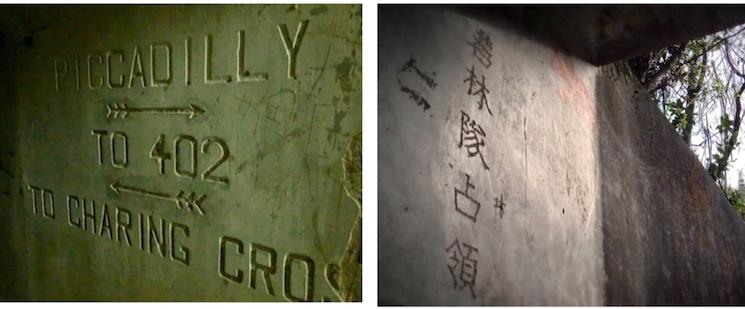 PICCADILLY
TO 402
TO CHARING CROS
若林隊占領